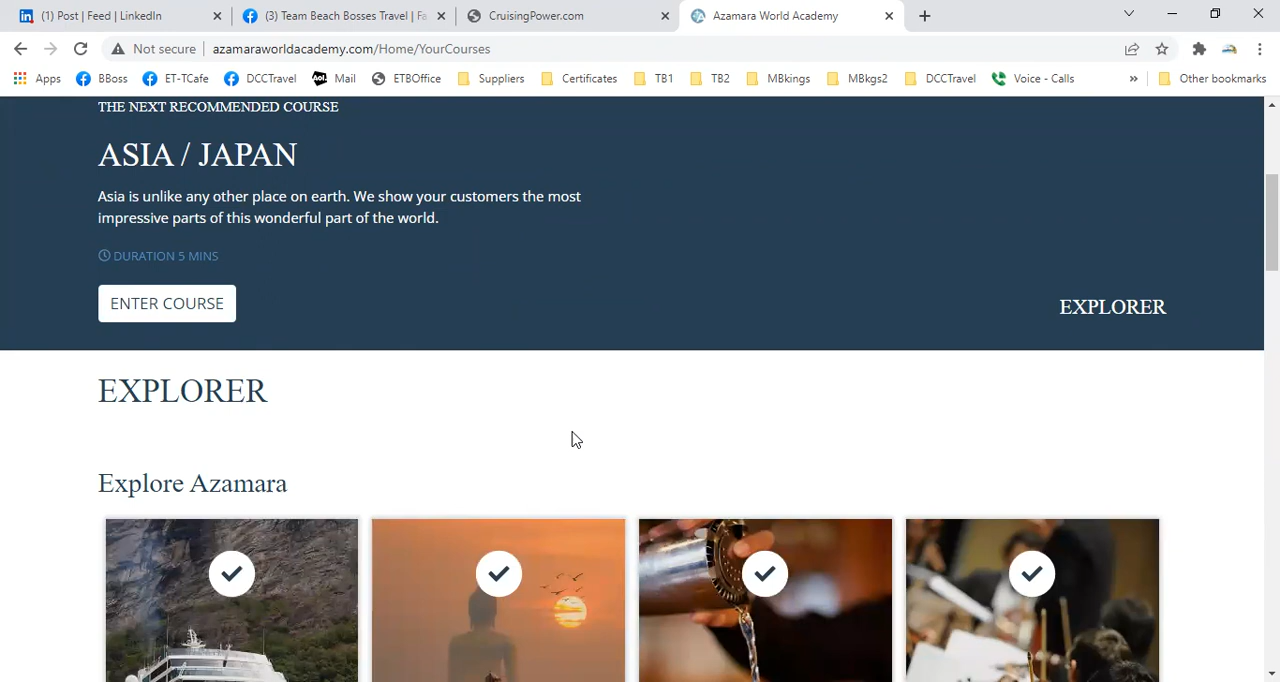 (1) Post | Feed | LinkedIn
(3) Team Beach Bosses Travel | Fa
CruisingPower.com
Azamara World Academy
Not secure
azamaraworldacademy.com/Home/YourCourses
Apps
BBoss
ET-TCafe
DCCTravel
Aol.
Mail
ETBOffice
Suppliers
Certificates
TB1
TB2
MBkings
MBkgs2
DCCTravel
Voice - Calls
»
Other bookmarks
THE NEXT RECOMMENDED COURSE
ASIA / JAPAN
Asia is unlike any other place on earth. We show your customers the most
impressive parts of this wonderful part of the world.
DURATION 5 MINS
ENTER COURSE
EXPLORER
EXPLORER
Explore Azamara